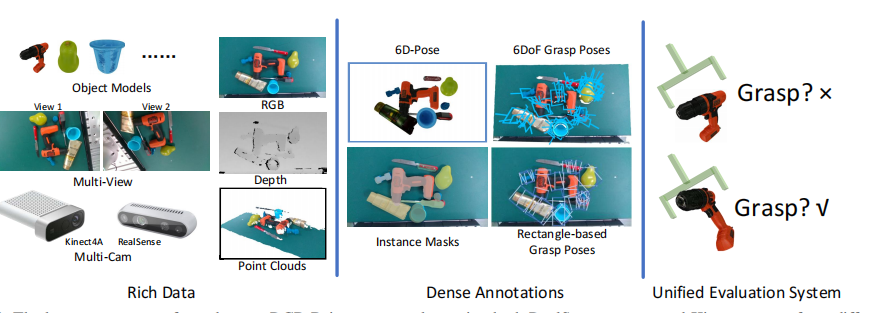 ......
Object Models
RGB
View 1
View 2
Multi-View
Depth
Kinect4A
RealSense
Multi-Cam
Point Clouds
Rich Data
6D-Pose
6DoF Grasp Poses
Instance Masks
Rectangle-based
Grasp Poses
Dense Annotations
Grasp? ×
Grasp? √
Unified Evaluation System